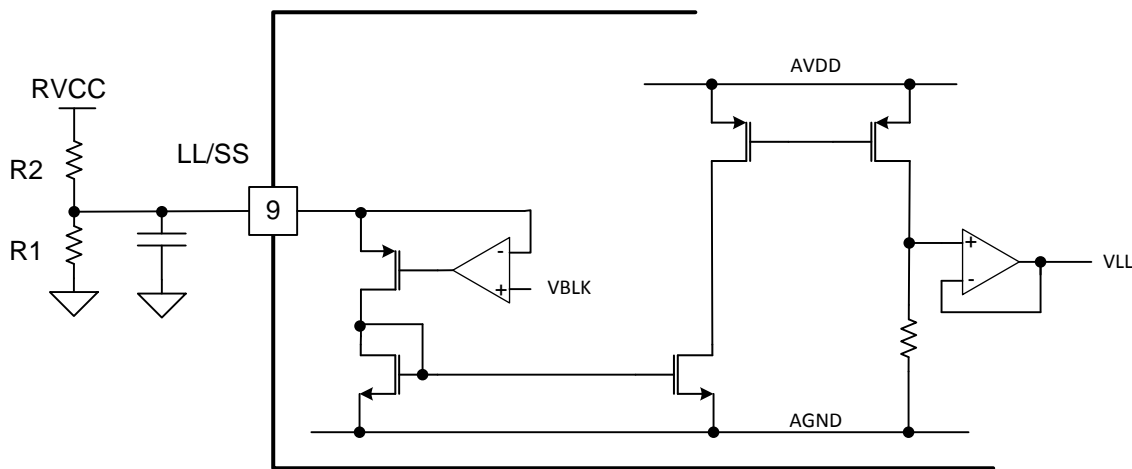 RVCC
R2
R1
LL/SS
9
-
+
VBLK
AVDD
AGND
+
-
VLL